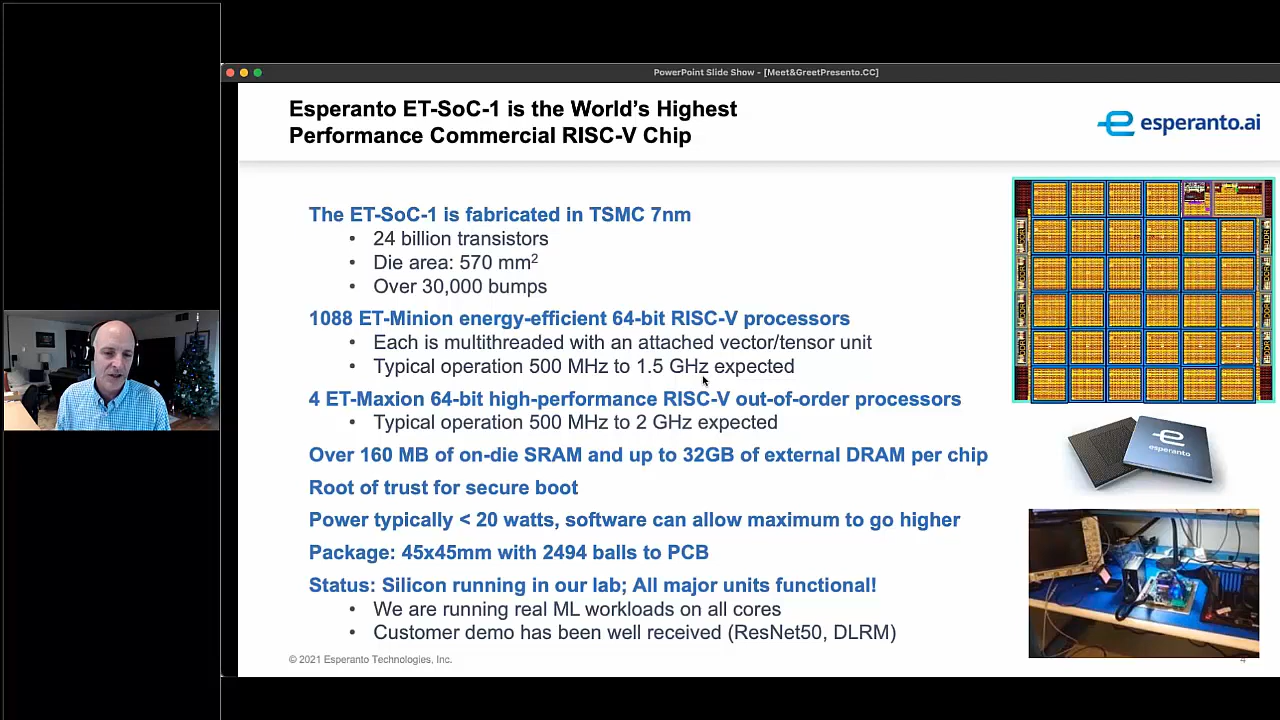 PowerPoint Slide Show - [Meet&GreetPresento.CC]
Esperanto ET-SoC-1 is the World's Highest
Performance Commercial RISC-V Chip
esperanto.ai
The ET-SoC-1 is fabricated in TSMC 7nm
• 24 billion transistors
• Die area: 570 mm²
• Over 30,000 bumps
1088 ET-Minion energy-efficient 64-bit RISC-V processors
• Each is multithreaded with an attached vector/tensor unit
• Typical operation 500 MHz to 1.5 GHz expected
4 ET-Maxion 64-bit high-performance RISC-V out-of-order processors
• Typical operation 500 MHz to 2 GHz expected
Over 160 MB of on-die SRAM and up to 32GB of external DRAM per chip
Root of trust for secure boot
Power typically < 20 watts, software can allow maximum to go higher
Package: 45x45mm with 2494 balls to PCB
Status: Silicon running in our lab; All major units functional!
• We are running real ML workloads on all cores
• Customer demo has been well received (ResNet50, DLRM)
esperanto
© 2021 Esperanto Technologies, Inc.
4